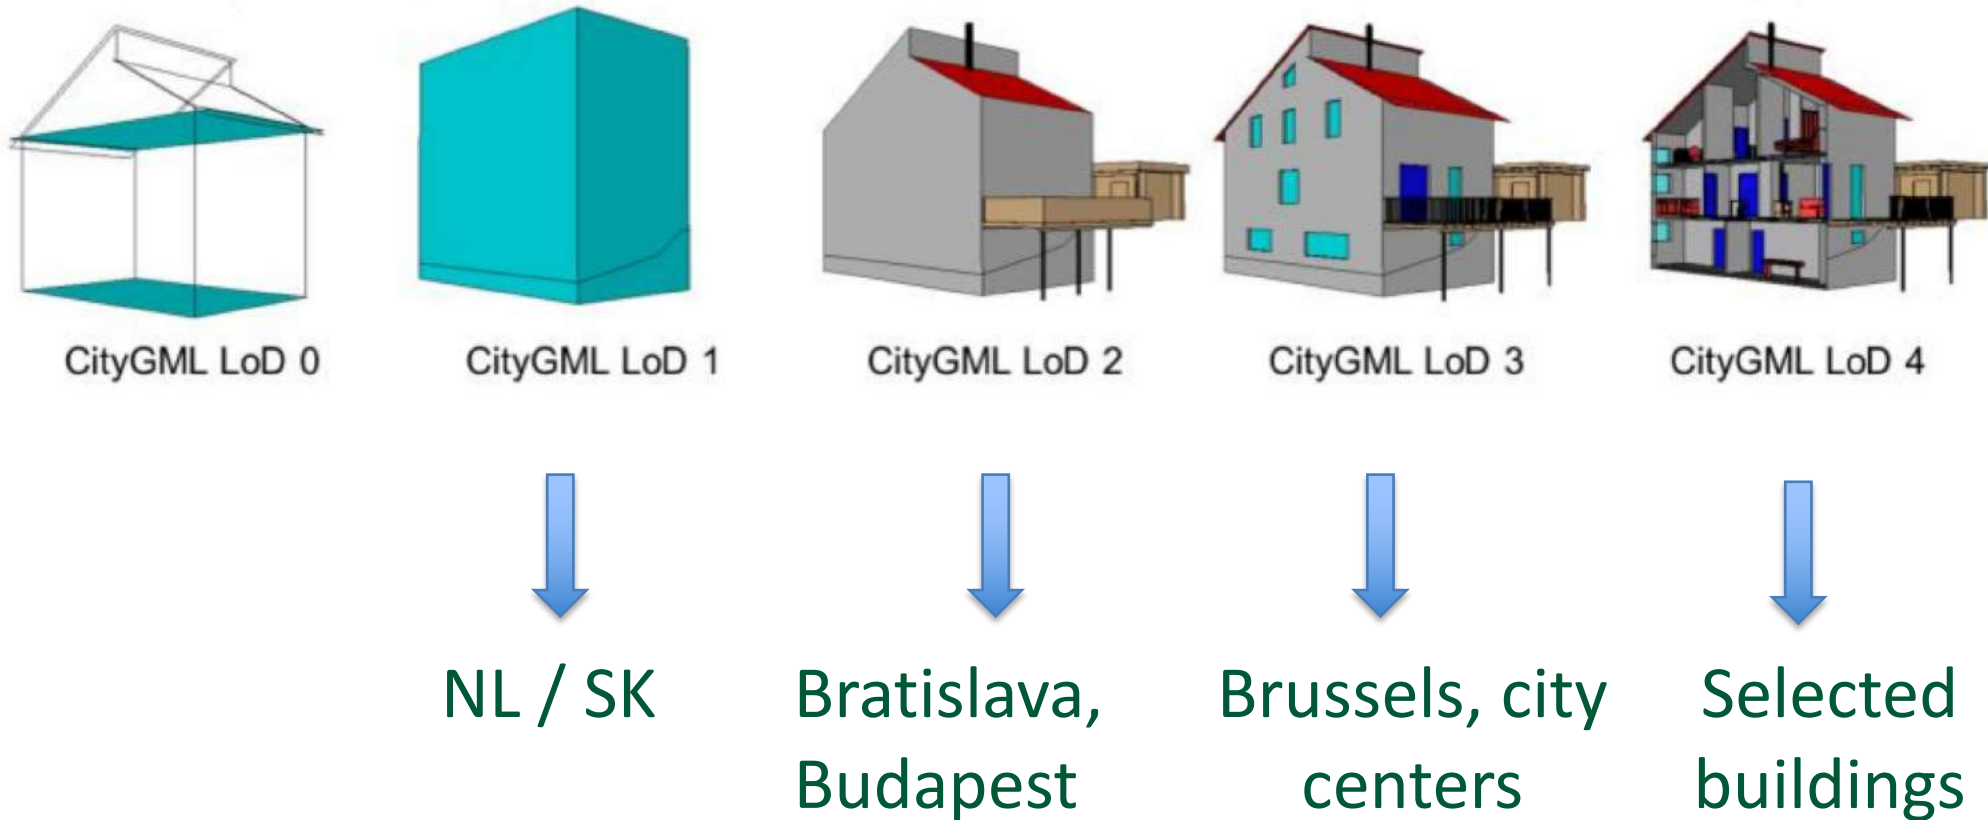 CityGML LoD 0
CityGML LoD 1
CityGML LoD 2
CityGML LoD 3
CityGML LoD 4
NL / SK
Bratislava,
Budapest
Brussels, city
centers
Selected
buildings